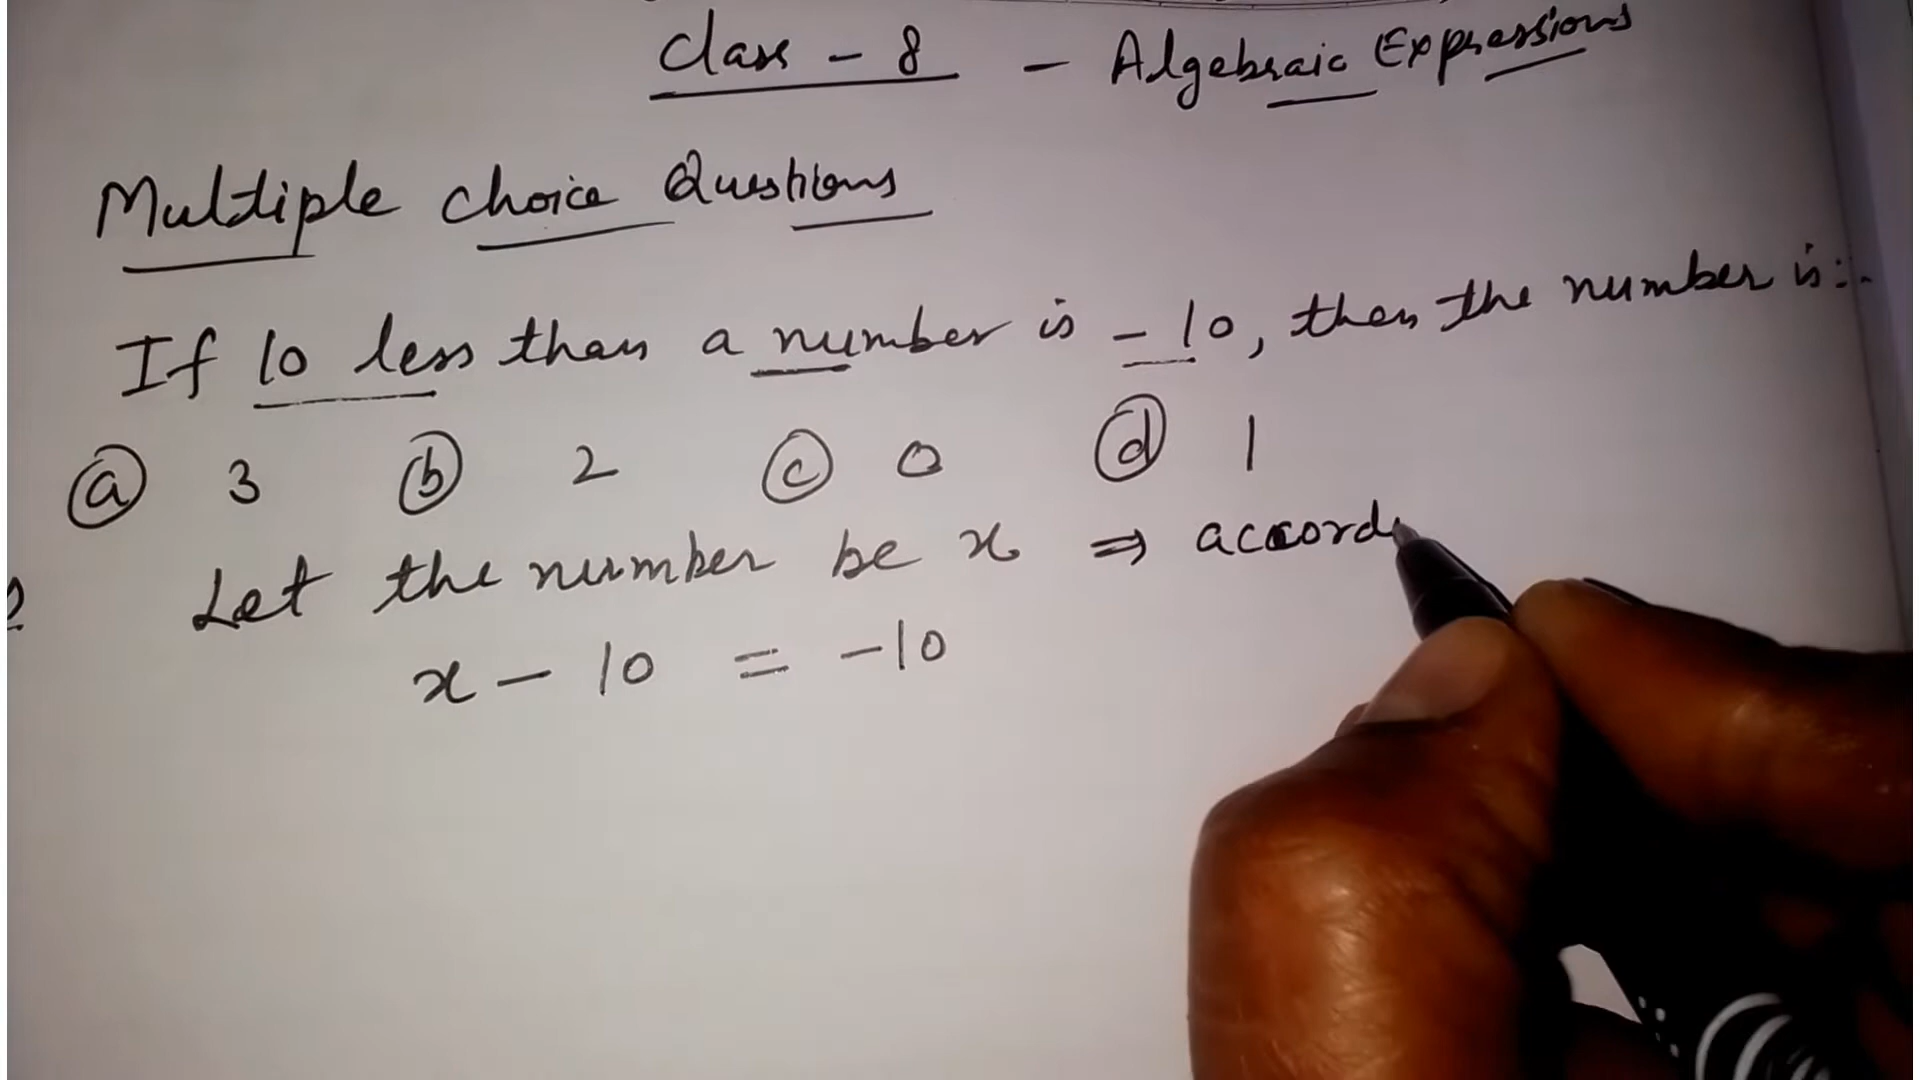 Class - 8 - Algebraic Expressions
Multiple choice Questions
If 10 less than a number is -10, then the number is:-
ⓐ 3 ⓑ 2 ⓒ 0 ⓓ 1
Let the number be x ⇒ accord
x - 10 = -10